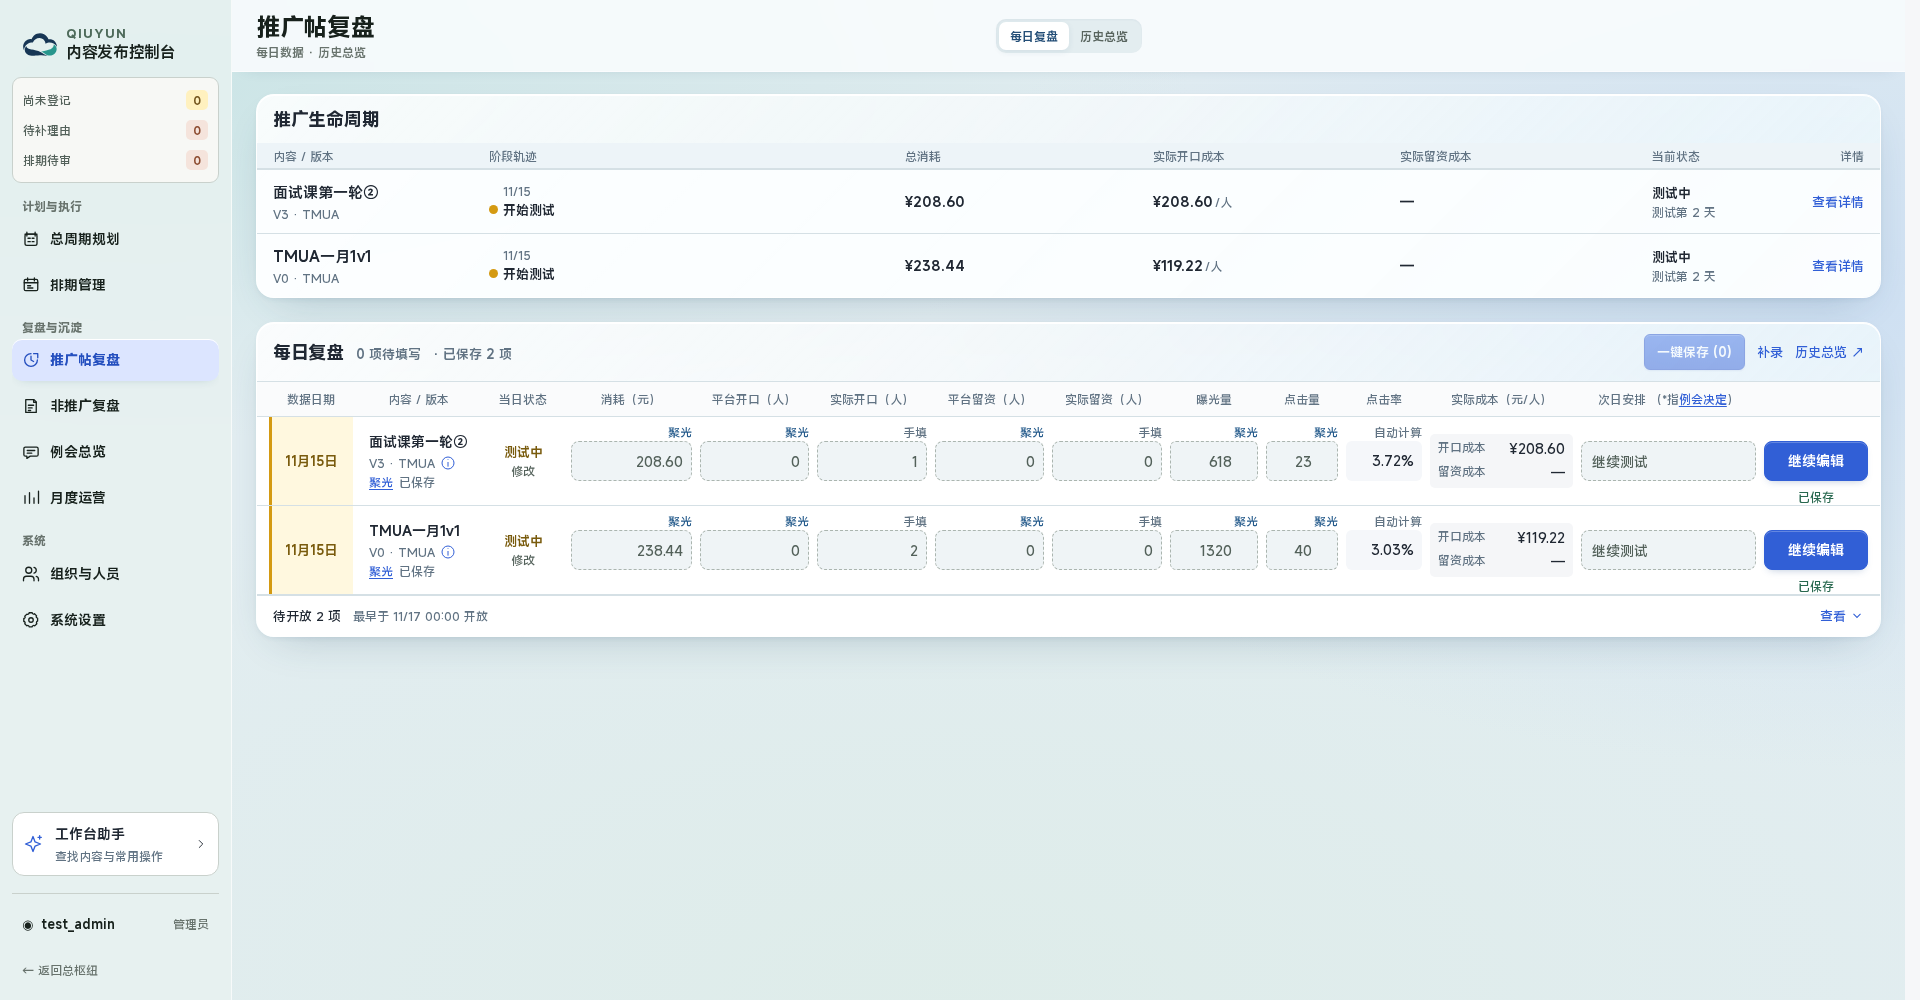 QIUYUN
内容发布控制台
尚未登记 0
待补理由 0
排期待审 0
计划与执行
总周期规划
排期管理
复盘与沉淀
推广帖复盘
非推广复盘
例会总览
月度运营
系统
组织与人员
系统设置
工作台助手
查找内容与常用操作
test_admin 管理员
← 返回总枢纽
推广帖复盘
每日数据 · 历史总览
每日复盘 历史总览
推广生命周期
内容 / 版本 阶段轨迹 总消耗 实际开口成本 实际留资成本 当前状态 详情
面试课第一轮② 11/15 ¥208.60 ¥208.60 /人 — 测试中 查看详情
V3 · TMUA 开始测试 测试第 2 天
TMUA一月1v1 11/15 ¥238.44 ¥119.22 /人 — 测试中 查看详情
V0 · TMUA 开始测试 测试第 2 天
每日复盘 0 项待填写 · 已保存 2 项 一键保存 (0) 补录 历史总览 ↗
数据日期 内容 / 版本 当日状态 消耗（元） 平台开口（人） 实际开口（人） 平台留资（人） 实际留资（人） 曝光量 点击量 点击率 实际成本（元/人） 次日安排 （*指例会决定）
聚光 聚光 手填 聚光 手填 聚光 聚光 自动计算
11月15日 面试课第一轮② 测试中 208.60 0 1 0 0 618 23 3.72% 开口成本 ¥208.60 继续测试 继续编辑
V3 · TMUA 修改 留资成本 —
聚光 已保存 已保存
聚光 聚光 手填 聚光 手填 聚光 聚光 自动计算
11月15日 TMUA一月1v1 测试中 238.44 0 2 0 0 1320 40 3.03% 开口成本 ¥119.22 继续测试 继续编辑
V0 · TMUA 修改 留资成本 —
聚光 已保存 已保存
待开放 2 项 最早于 11/17 00:00 开放 查看